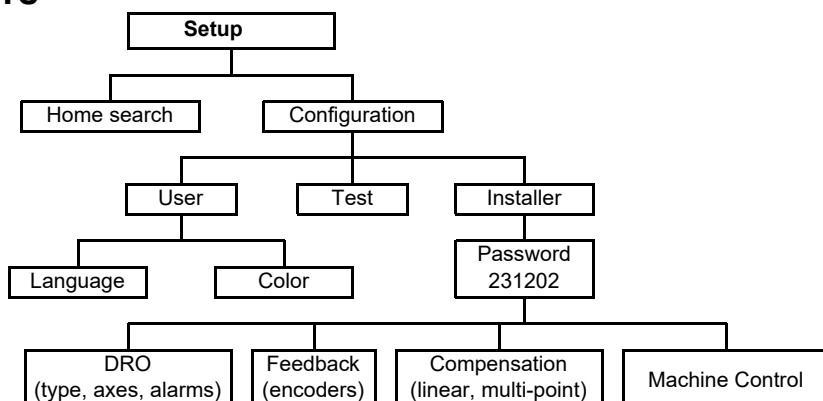 Setup
Home search
Configuration
User
Test
Installer
Language
Color
Password
231202
DRO
(type, axes, alarms)
Feedback
(encoders)
Compensation
(linear, multi-point)
Machine Control